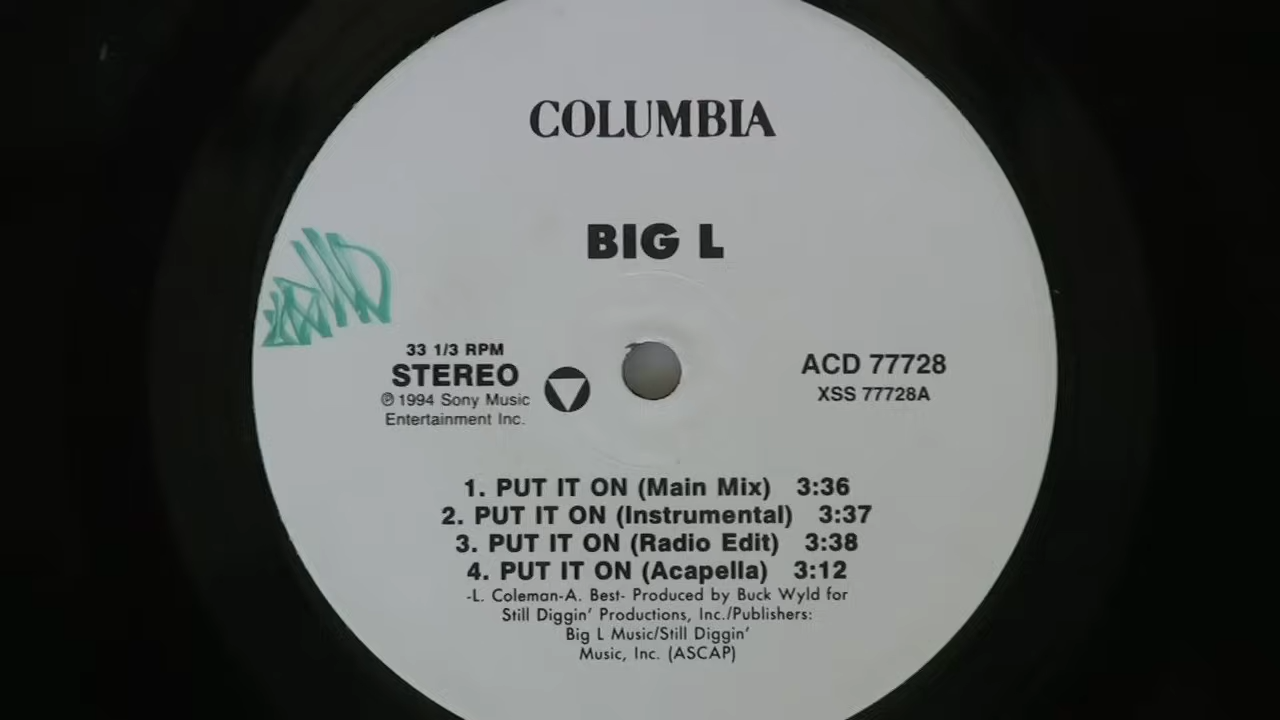 COLUMBIA
BIG L
33 1/3 RPM
STEREO
℗ 1994 Sony Music
Entertainment Inc.
ACD 77728
XSS 77728A
1. PUT IT ON (Main Mix) 3:36
2. PUT IT ON (Instrumental) 3:37
3. PUT IT ON (Radio Edit) 3:38
4. PUT IT ON (Acapella) 3:12
-L. Coleman-A. Best- Produced by Buck Wyld for
Still Diggin' Productions, Inc./Publishers:
Big L Music/Still Diggin'
Music, Inc. (ASCAP)